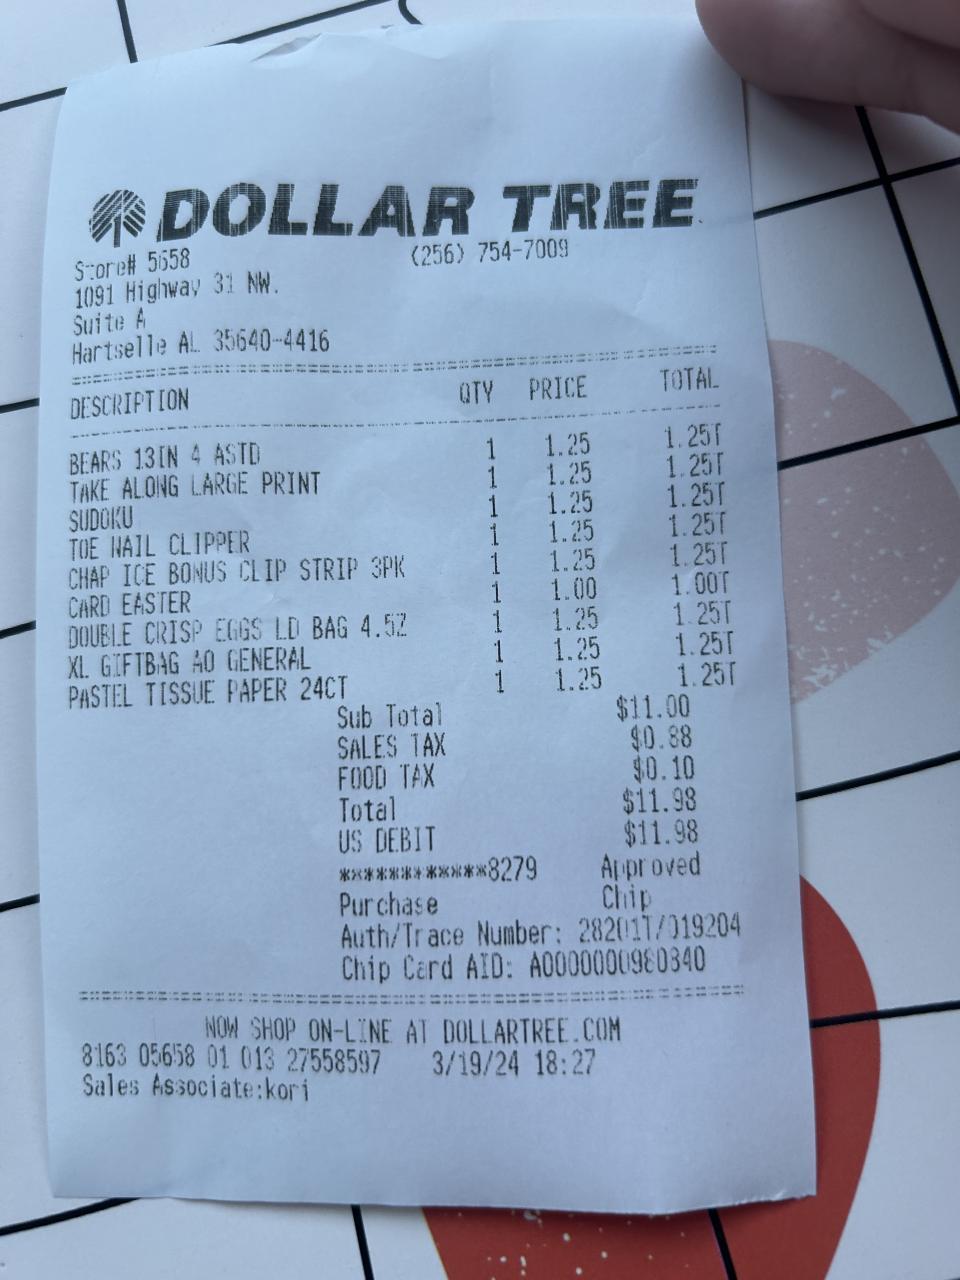 DOLLAR TREE
Store# 5658 (256) 754-7009
1091 Highway 31 NW.
Suite A
Hartselle AL 35640-4416
DESCRIPTION QTY PRICE TOTAL
BEARS 13IN 4 ASTD 1 1.25 1.25T
TAKE ALONG LARGE PRINT 1 1.25 1.25T
SUDOKU 1 1.25 1.25T
TOE NAIL CLIPPER 1 1.25 1.25T
CHAP ICE BONUS CLIP STRIP 3PK 1 1.25 1.25T
CARD EASTER 1 1.00 1.00T
DOUBLE CRISP EGGS LD BAG 4.5Z 1 1.25 1.25T
XL GIFTBAG AO GENERAL 1 1.25 1.25T
PASTEL TISSUE PAPER 24CT 1 1.25 1.25T
Sub Total $11.00
SALES TAX $0.88
FOOD TAX $0.10
Total $11.98
US DEBIT $11.98
************8279 Approved
Purchase Chip
Auth/Trace Number: 28201T/019204
Chip Card AID: A0000000980840
NOW SHOP ON-LINE AT DOLLARTREE.COM
8163 05658 01 013 27558597 3/19/24 18:27
Sales Associate:kori